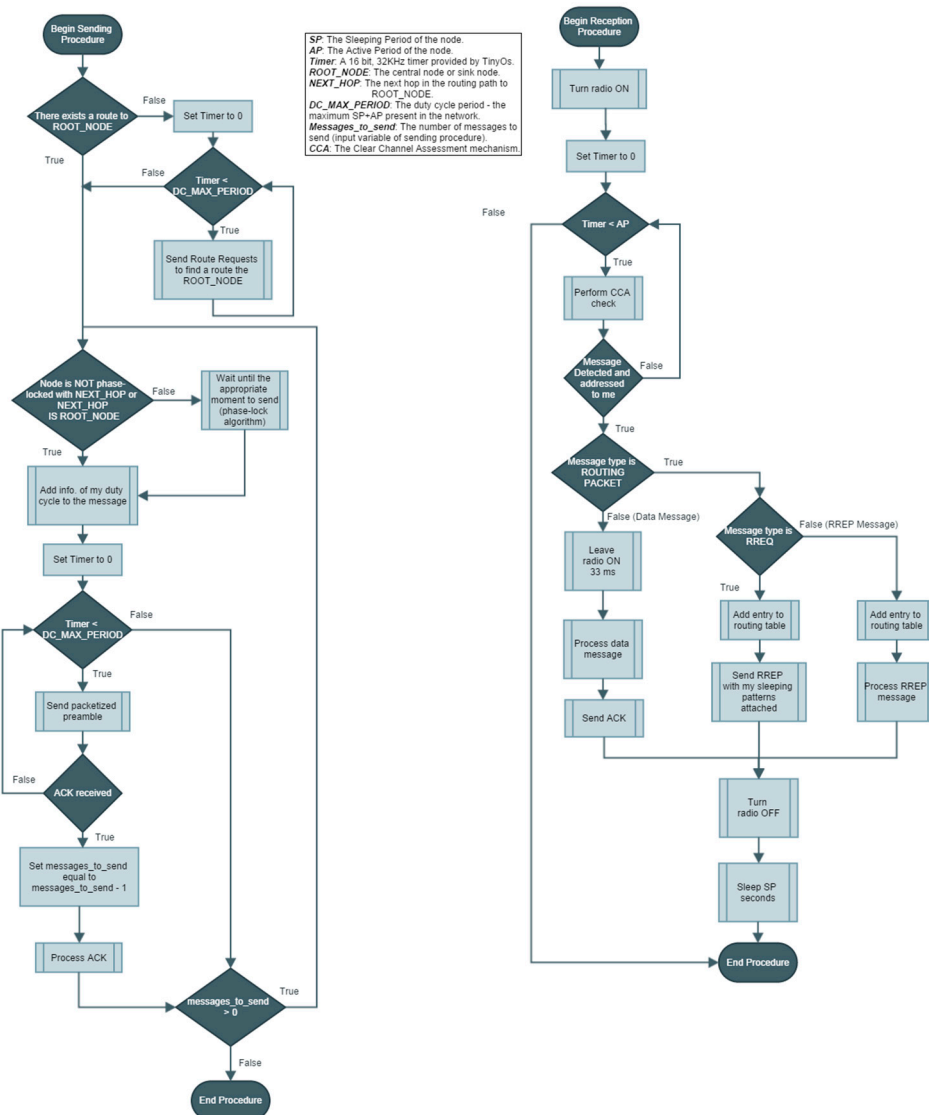 Begin Sending
Procedure
There exists a route to
ROOT_NODE
False
True
Set Timer to 0
Timer <
DC_MAX_PERIOD
False
True
Send Route Requests
to find a route the
ROOT_NODE
Node is NOT phase-
locked with NEXT_HOP or
NEXT_HOP
IS ROOT_NODE
False
True
Wait until the
appropriate
moment to send
(phase-lock
algorithm)
Add info. of my duty
cycle to the message
Set Timer to 0
Timer <
DC_MAX_PERIOD
False
True
Send packetized
preamble
ACK received
False
True
Set messages_to_send
equal to
messages_to_send - 1
Process ACK
messages_to_send
> 0
True
False
End Procedure
SP: The Sleeping Period of the node.
AP: The Active Period of the node.
Timer: A 16 bit, 32KHz timer provided by TinyOs.
ROOT_NODE: The central node or sink node.
NEXT_HOP: The next hop in the routing path to
ROOT_NODE.
DC_MAX_PERIOD: The duty cycle period - the
maximum SP+AP present in the network.
Messages_to_send: The number of messages to
send (input variable of sending procedure).
CCA: The Clear Channel Assessment mechanism.
Begin Reception
Procedure
Turn radio ON
Set Timer to 0
Timer < AP
False
True
Perform CCA
check
Message
Detected and
addressed
to me
False
True
Message type is
ROUTING
PACKET
True
False (Data Message)
Leave
radio ON
33 ms
Process data
message
Send ACK
Message type is
RREQ
False (RREP Message)
True
Add entry to
routing table
Send RREP
with my sleeping
patterns
attached
Add entry to
routing table
Process RREP
message
Turn
radio OFF
Sleep SP
seconds
End Procedure